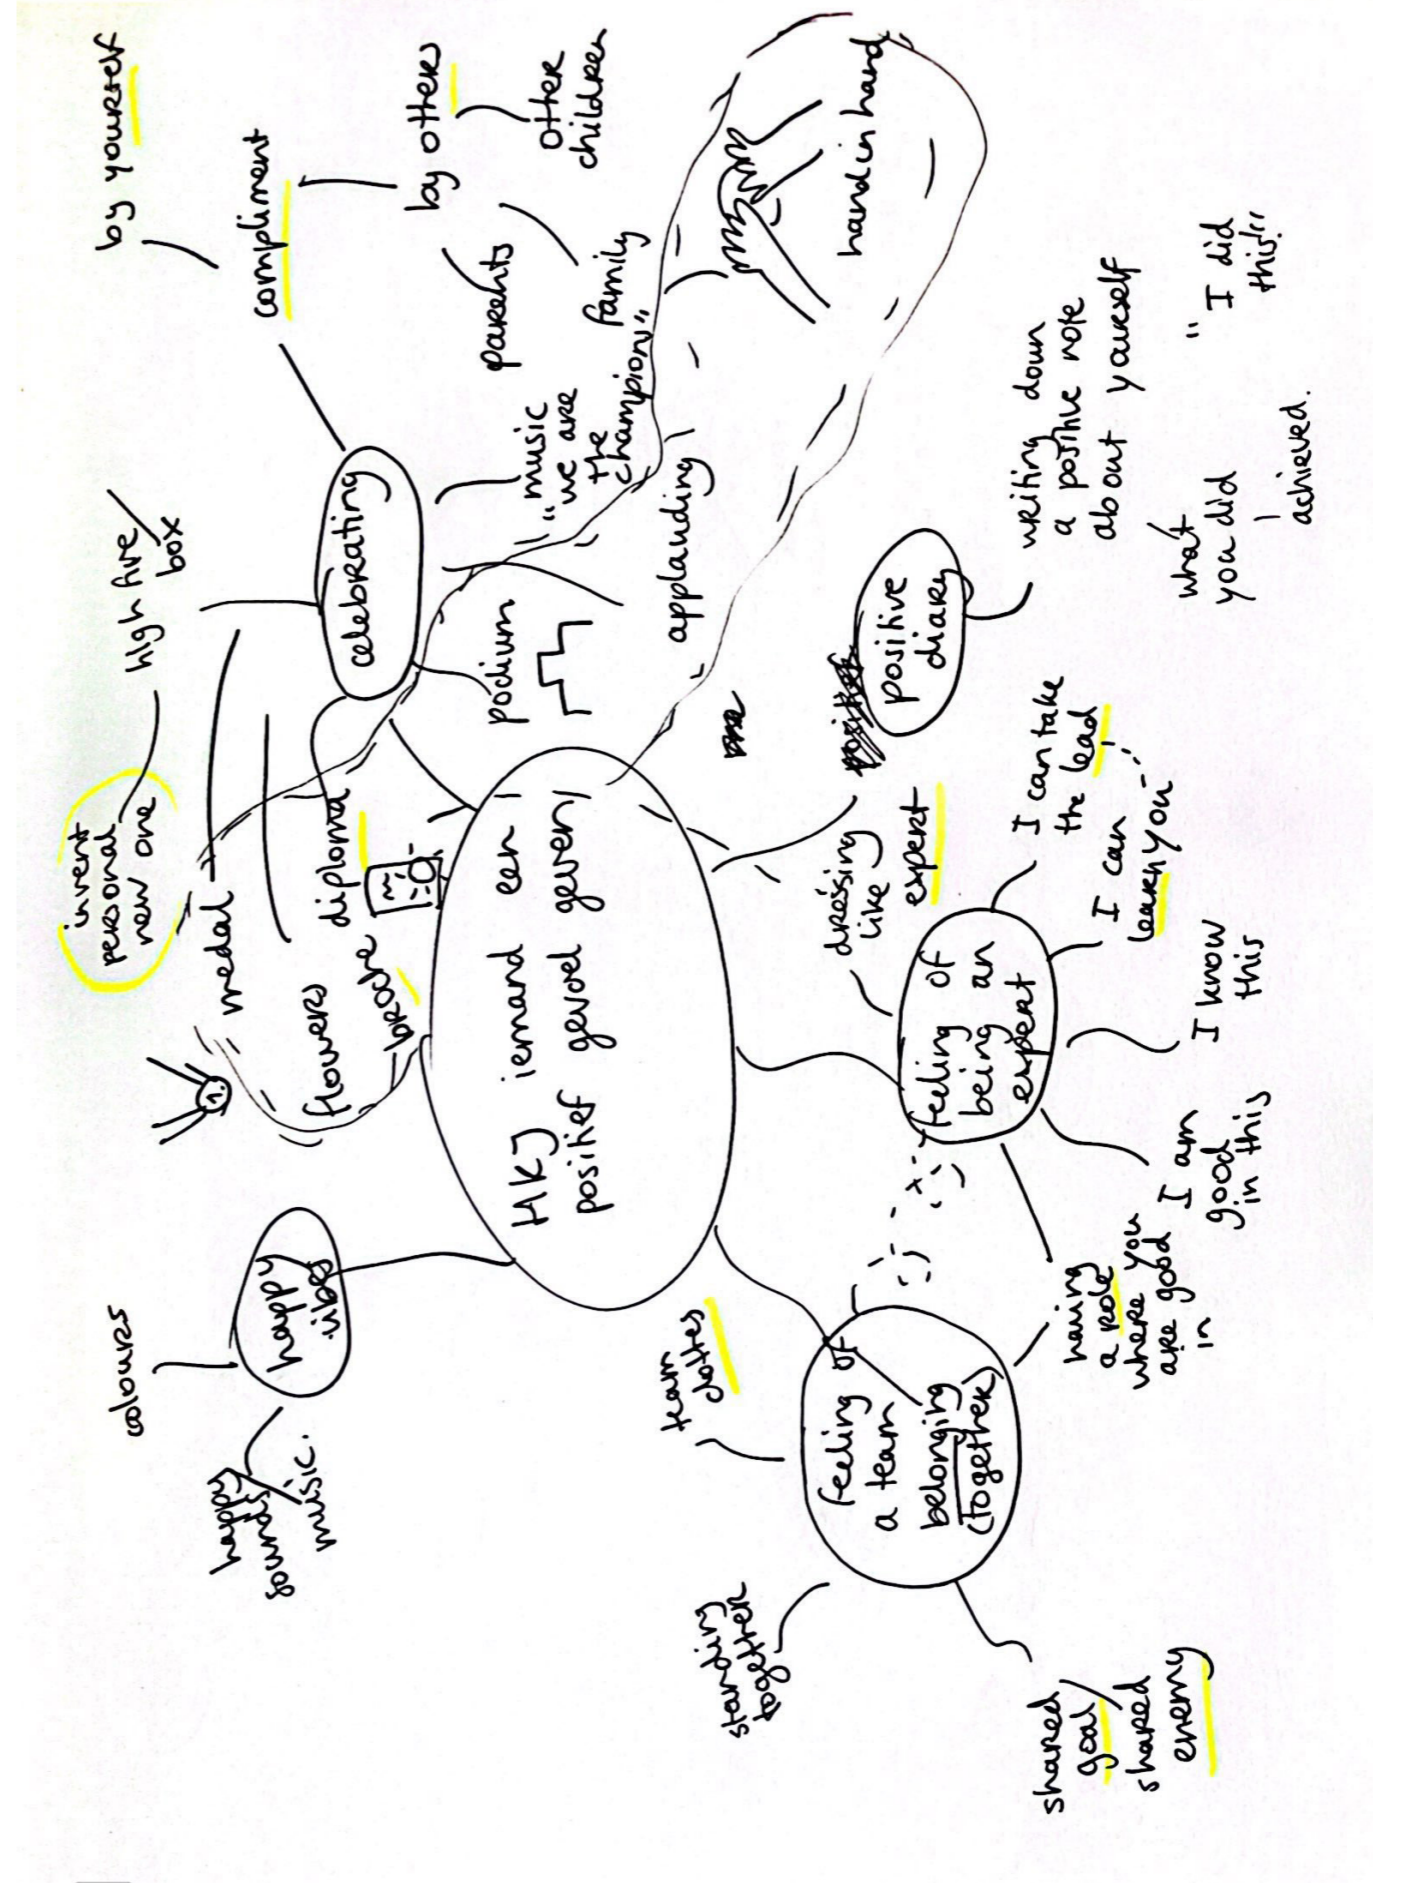 colours
happy
sounds/
music.
happy
vibes
invent
personal
new one
high five/
box
by yourself
compliment
by others
other
children
parents
family
medal
flowers
diploma
broche
celebrating
podium
music
"we are
the
champions"
applauding
hand in hand
HKJ iemand een
positief gevoel geven
team
clothes
standing
together
feeling of
a team
belonging
(together)
shared
goal/
shared
enemy
dressing
like
expert
feeling of
being an
expert
having
a role
where you
are good
in
I am
good
in this
I know
this
I can
learn you
I can take
the lead
positive
diary
writing down
a positive note
about yourself
what
you did
"I did
this!"
I
achieved.